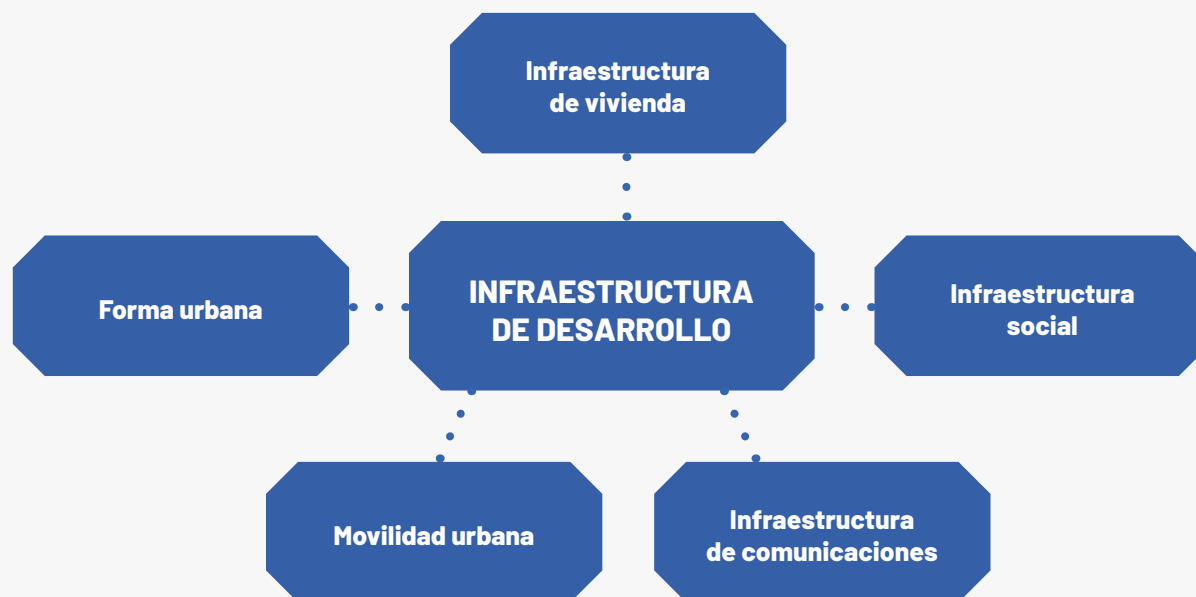 Infraestructura
de vivienda
Forma urbana
INFRAESTRUCTURA
DE DESARROLLO
Infraestructura
social
Movilidad urbana
Infraestructura
de comunicaciones